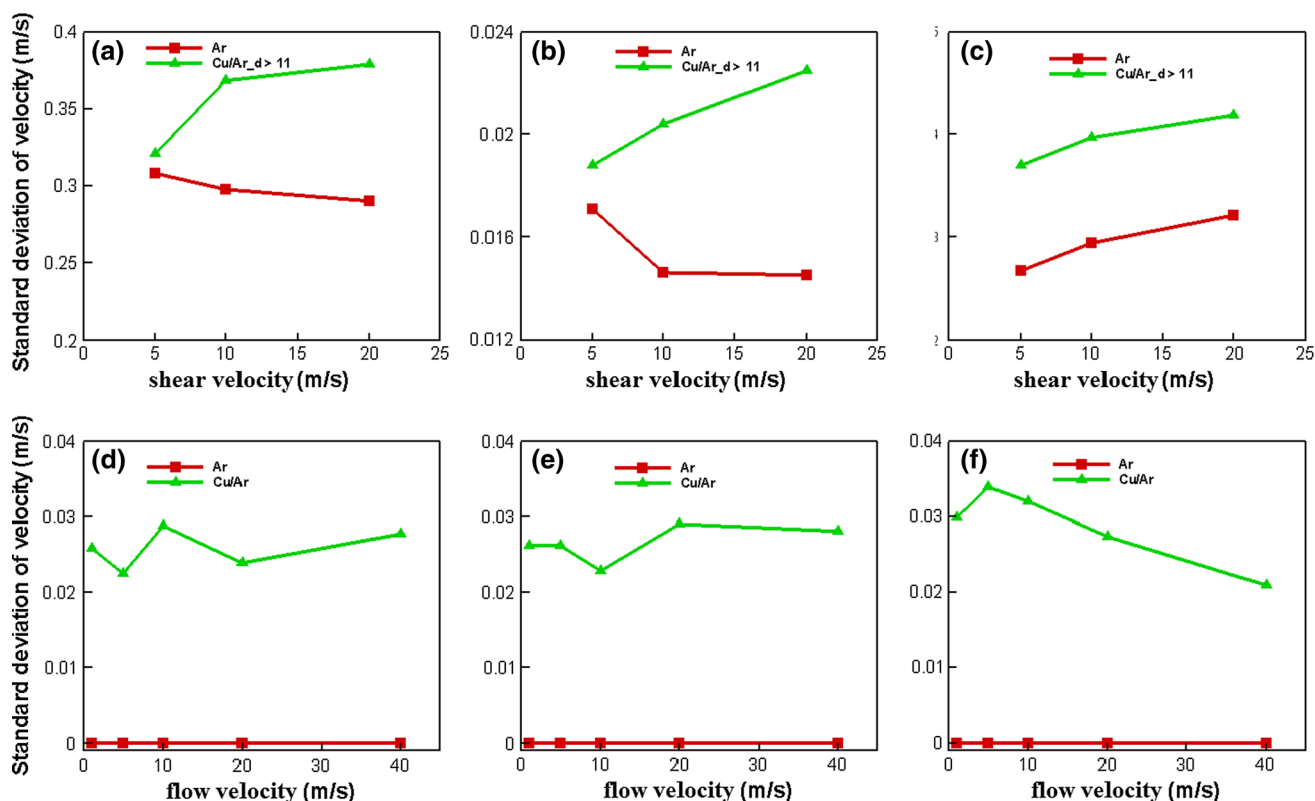 Standard deviation of velocity (m/s)
(a)
Ar
Cu/Ar_d > 11
0.4
0.35
0.3
0.25
0.2
0 5 10 15 20 25
shear velocity (m/s)
(b)
Ar
Cu/Ar_d > 11
0.024
0.02
0.016
0.012
0 5 10 15 20 25
shear velocity (m/s)
(c)
Ar
Cu/Ar_d > 11
0 5 10 15 20 25
shear velocity (m/s)
Standard deviation of velocity (m/s)
(d)
Ar
Cu/Ar
0.04
0.03
0.02
0.01
0
0 10 20 30 40
flow velocity (m/s)
(e)
Ar
Cu/Ar
0.04
0.03
0.02
0.01
0
0 10 20 30 40
flow velocity (m/s)
(f)
Ar
Cu/Ar
0.04
0.03
0.02
0.01
0
0 10 20 30 40
flow velocity (m/s)